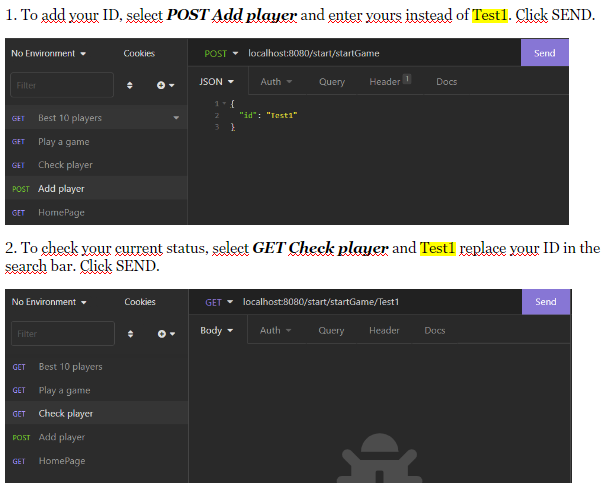 1. To add your ID, select POST Add player and enter yours instead of Test1. Click SEND.
No Environment Cookies POST localhost:8080/start/startGame Send
Filter JSON Auth Query Header 1 Docs
1 {
GET Best 10 players 2 "id": "Test1"
3 }
GET Play a game
GET Check player
POST Add player
GET HomePage
2. To check your current status, select GET Check player and Test1 replace your ID in the
search bar. Click SEND.
No Environment Cookies GET localhost:8080/start/startGame/Test1 Send
Filter Body Auth Query Header Docs
GET Best 10 players
GET Play a game
GET Check player
POST Add player
GET HomePage